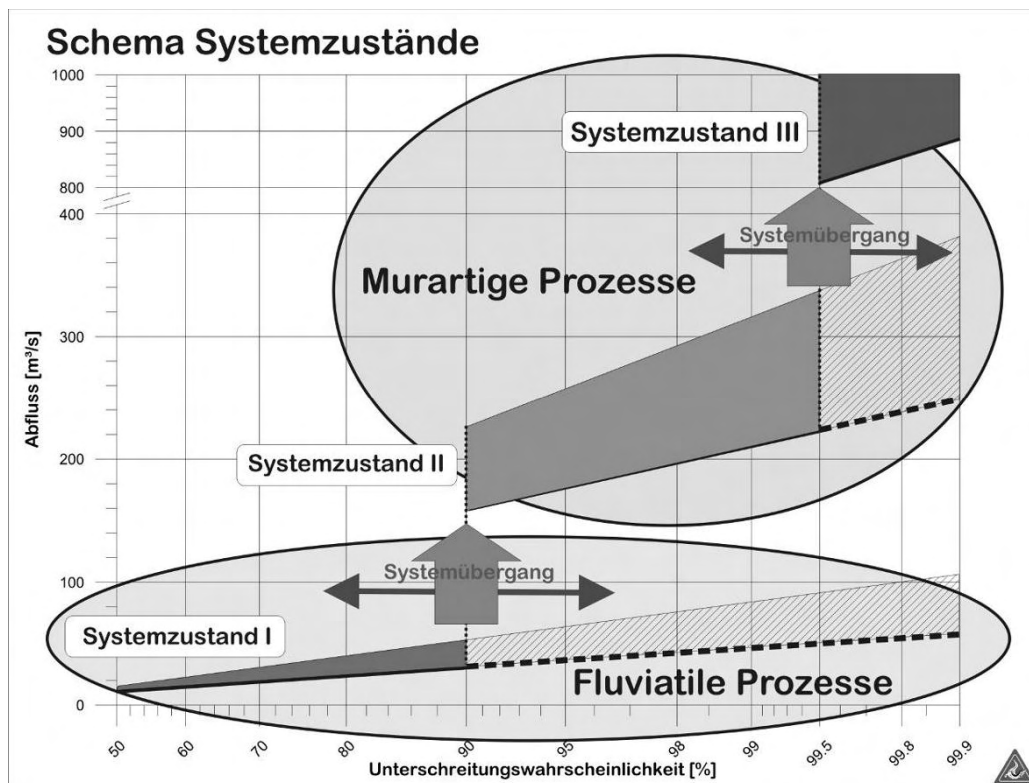 Schema Systemzustände
1000
900
800
400
300
200
100
0
Abfluss [m³/s]
Systemzustand III
Systemübergang
Murartige Prozesse
Systemzustand II
Systemübergang
Systemzustand I
Fluviatile Prozesse
50
60
70
80
90
95
98
99
99.5
99.8
99.9
Unterschreitungswahrscheinlichkeit [%]